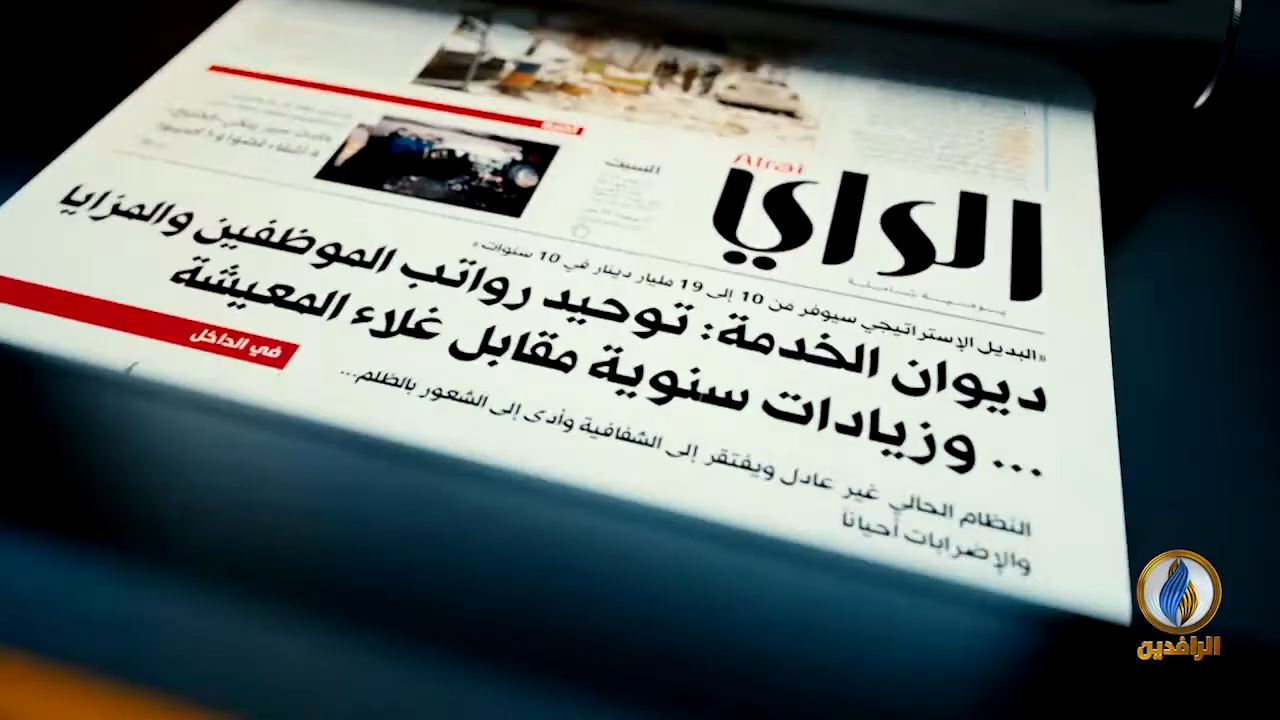 قضية
السبت
Alrai
الراي
يومية شاملة
«البديل الإستراتيجي سيوفر من 10 إلى 19 مليار دينار في 10 سنوات»
ديوان الخدمة: توحيد رواتب الموظفين والمزايا
... وزيادات سنوية مقابل غلاء المعيشة
في الداخل
النظام الحالي غير عادل ويفتقر إلى الشفافية وأدى إلى الشعور بالظلم...
والإضرابات أحياناً
الرافدين